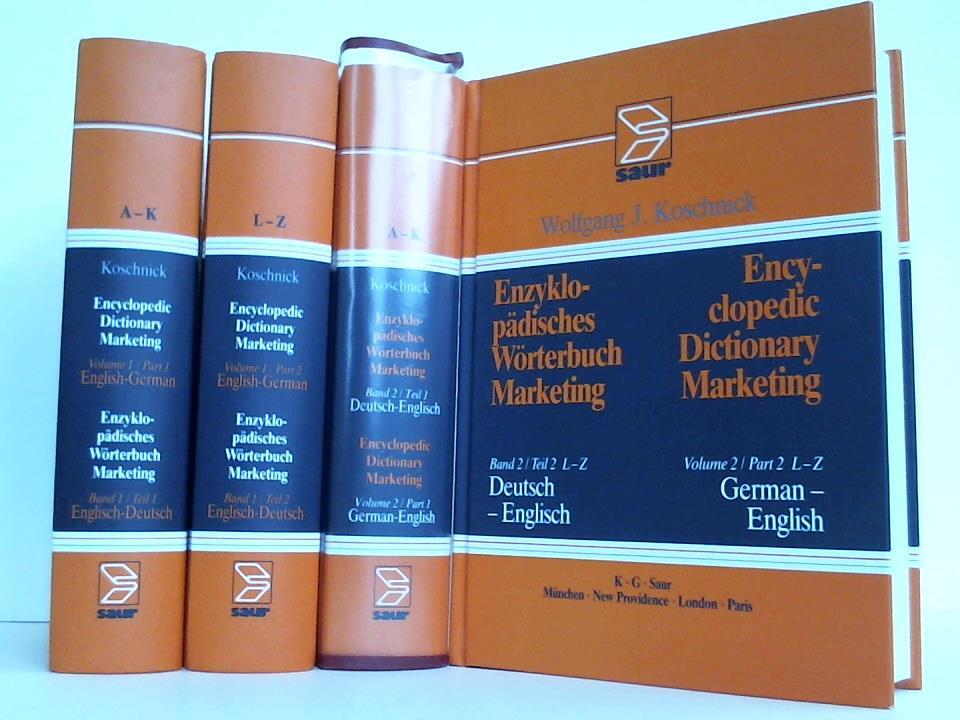 A-K
Koschnick
Encyclopedic
Dictionary
Marketing
Volume 1 / Part 1
English-German
Enzyklo-
pädisches
Wörterbuch
Marketing
Band 1 / Teil 1
Englisch-Deutsch
saur
L-Z
Koschnick
Encyclopedic
Dictionary
Marketing
Volume 1 / Part 2
English-German
Enzyklo-
pädisches
Wörterbuch
Marketing
Band 1 / Teil 2
Englisch-Deutsch
saur
A-K
Koschnick
Enzyklo-
pädisches
Wörterbuch
Marketing
Band 2 / Teil 1
Deutsch-Englisch
Encyclopedic
Dictionary
Marketing
Volume 2 / Part 1
German-English
saur
saur
Wolfgang J. Koschnick
Enzyklo-
pädisches
Wörterbuch
Marketing
Band 2 / Teil 2 L-Z
Deutsch
- Englisch
Ency-
clopedic
Dictionary
Marketing
Volume 2 / Part 2 L-Z
German -
English
K · G · Saur
München · New Providence · London · Paris